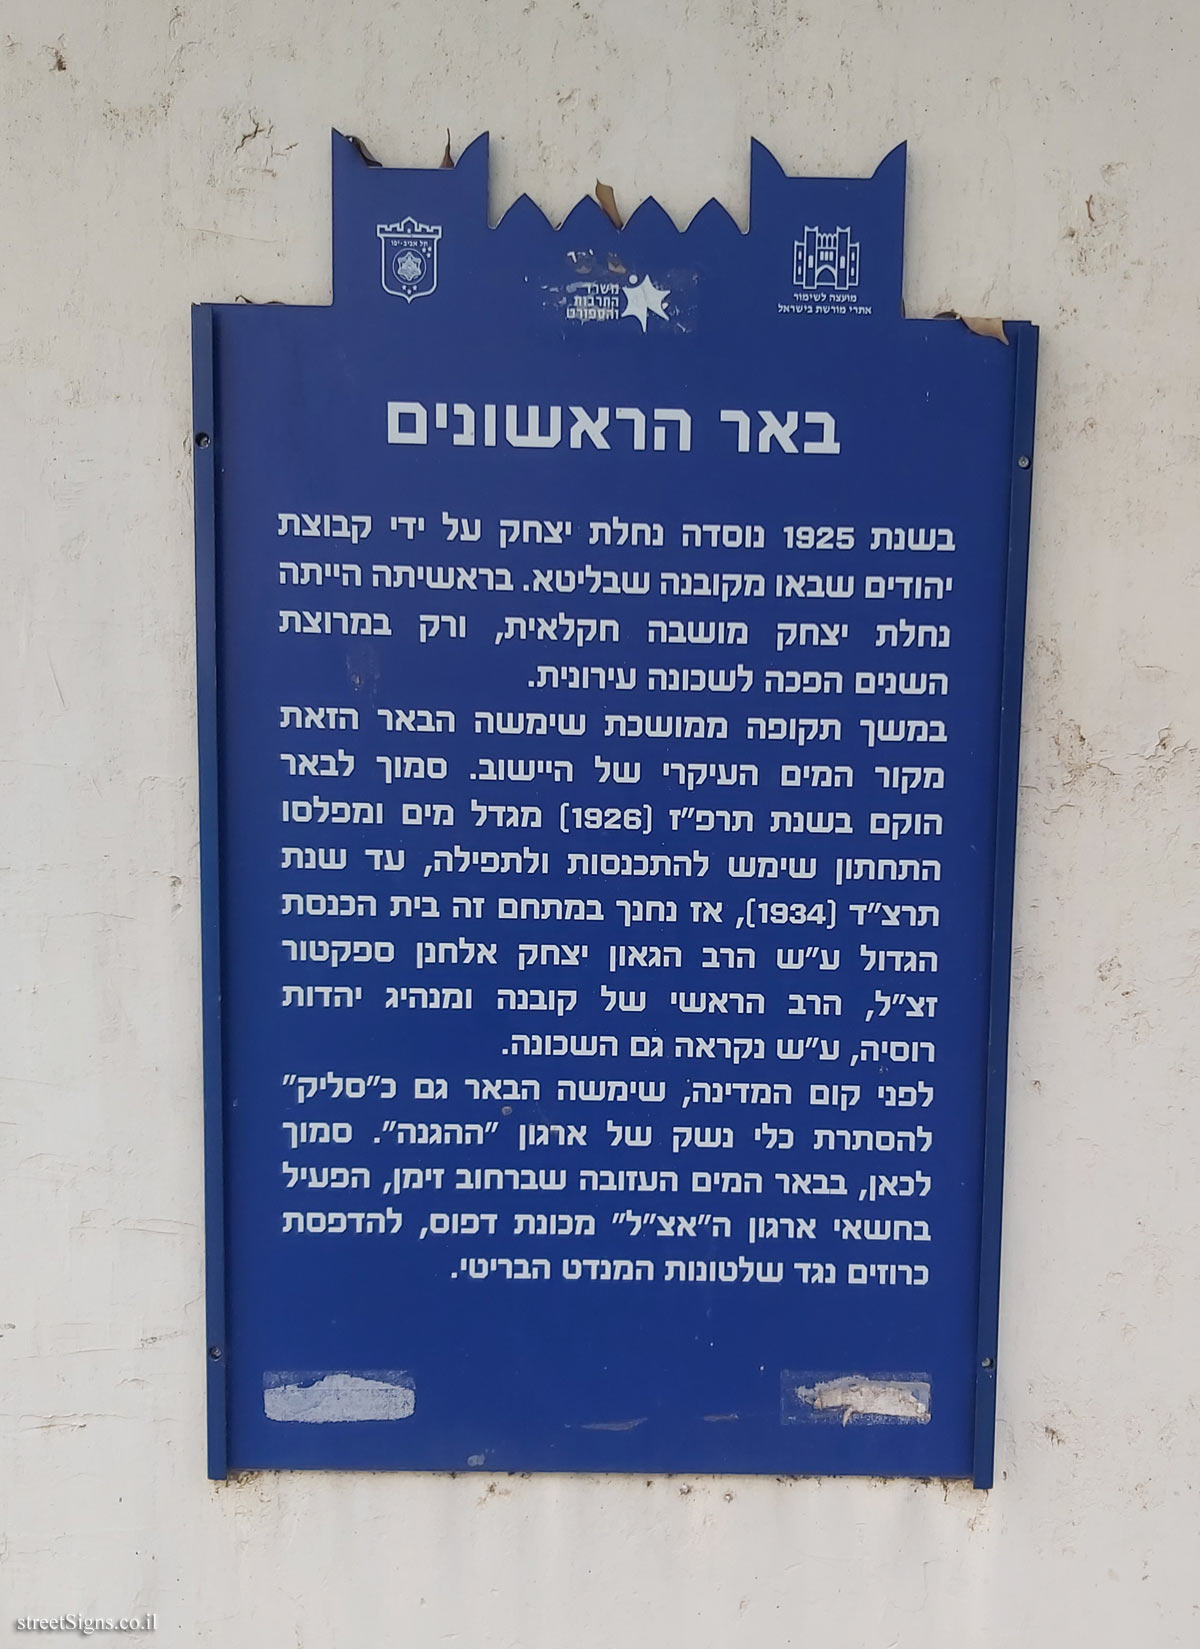 תל אביב-יפו
משרד
התרבות
והספורט
מועצה לשימור
אתרי מורשת בישראל
באר הראשונים
בשנת 1925 נוסדה נחלת יצחק על ידי קבוצת
יהודים שבאו מקובנה שבליטא. בראשיתה הייתה
נחלת יצחק מושבה חקלאית, ורק במרוצת
השנים הפכה לשכונה עירונית.
במשך תקופה ממושכת שימשה הבאר הזאת
מקור המים העיקרי של היישוב. סמוך לבאר
הוקם בשנת תרפ"ז (1926) מגדל מים ומפלסו
התחתון שימש להתכנסות ולתפילה, עד שנת
תרצ"ד (1934), אז נחנך במתחם זה בית הכנסת
הגדול ע"ש הרב הגאון יצחק אלחנן ספקטור
זצ"ל, הרב הראשי של קובנה ומנהיג יהדות
רוסיה, ע"ש נקראה גם השכונה.
לפני קום המדינה, שימשה הבאר גם כ"סליק"
להסתרת כלי נשק של ארגון "ההגנה". סמוך
לכאן, בבאר המים העזובה שברחוב זימן, הפעיל
בחשאי ארגון ה"אצ"ל" מכונת דפוס, להדפסת
כרוזים נגד שלטונות המנדט הבריטי.
streetSigns.co.il